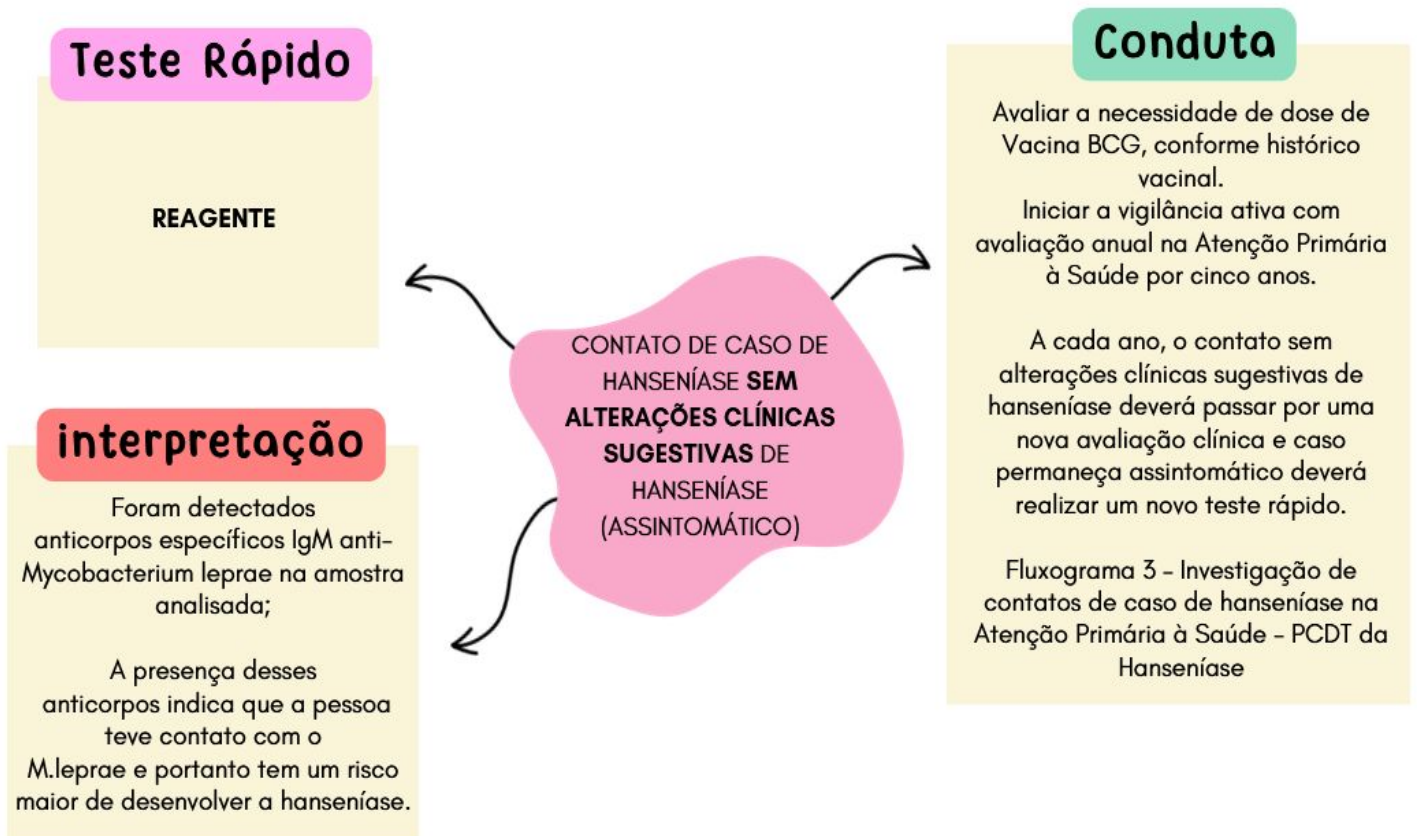 Teste Rápido
REAGENTE
interpretação
Foram detectados
anticorpos específicos IgM anti-
Mycobacterium leprae na amostra
analisada;
A presença desses
anticorpos indica que a pessoa
teve contato com o
M.leprae e portanto tem um risco
maior de desenvolver a hanseníase.
CONTATO DE CASO DE
HANSENÍASE SEM
ALTERAÇÕES CLÍNICAS
SUGESTIVAS DE
HANSENÍASE
(ASSINTOMÁTICO)
Conduta
Avaliar a necessidade de dose de
Vacina BCG, conforme histórico
vacinal.
Iniciar a vigilância ativa com
avaliação anual na Atenção Primária
à Saúde por cinco anos.
A cada ano, o contato sem
alterações clínicas sugestivas de
hanseníase deverá passar por uma
nova avaliação clínica e caso
permaneça assintomático deverá
realizar um novo teste rápido.
Fluxograma 3 - Investigação de
contatos de caso de hanseníase na
Atenção Primária à Saúde - PCDT da
Hanseníase